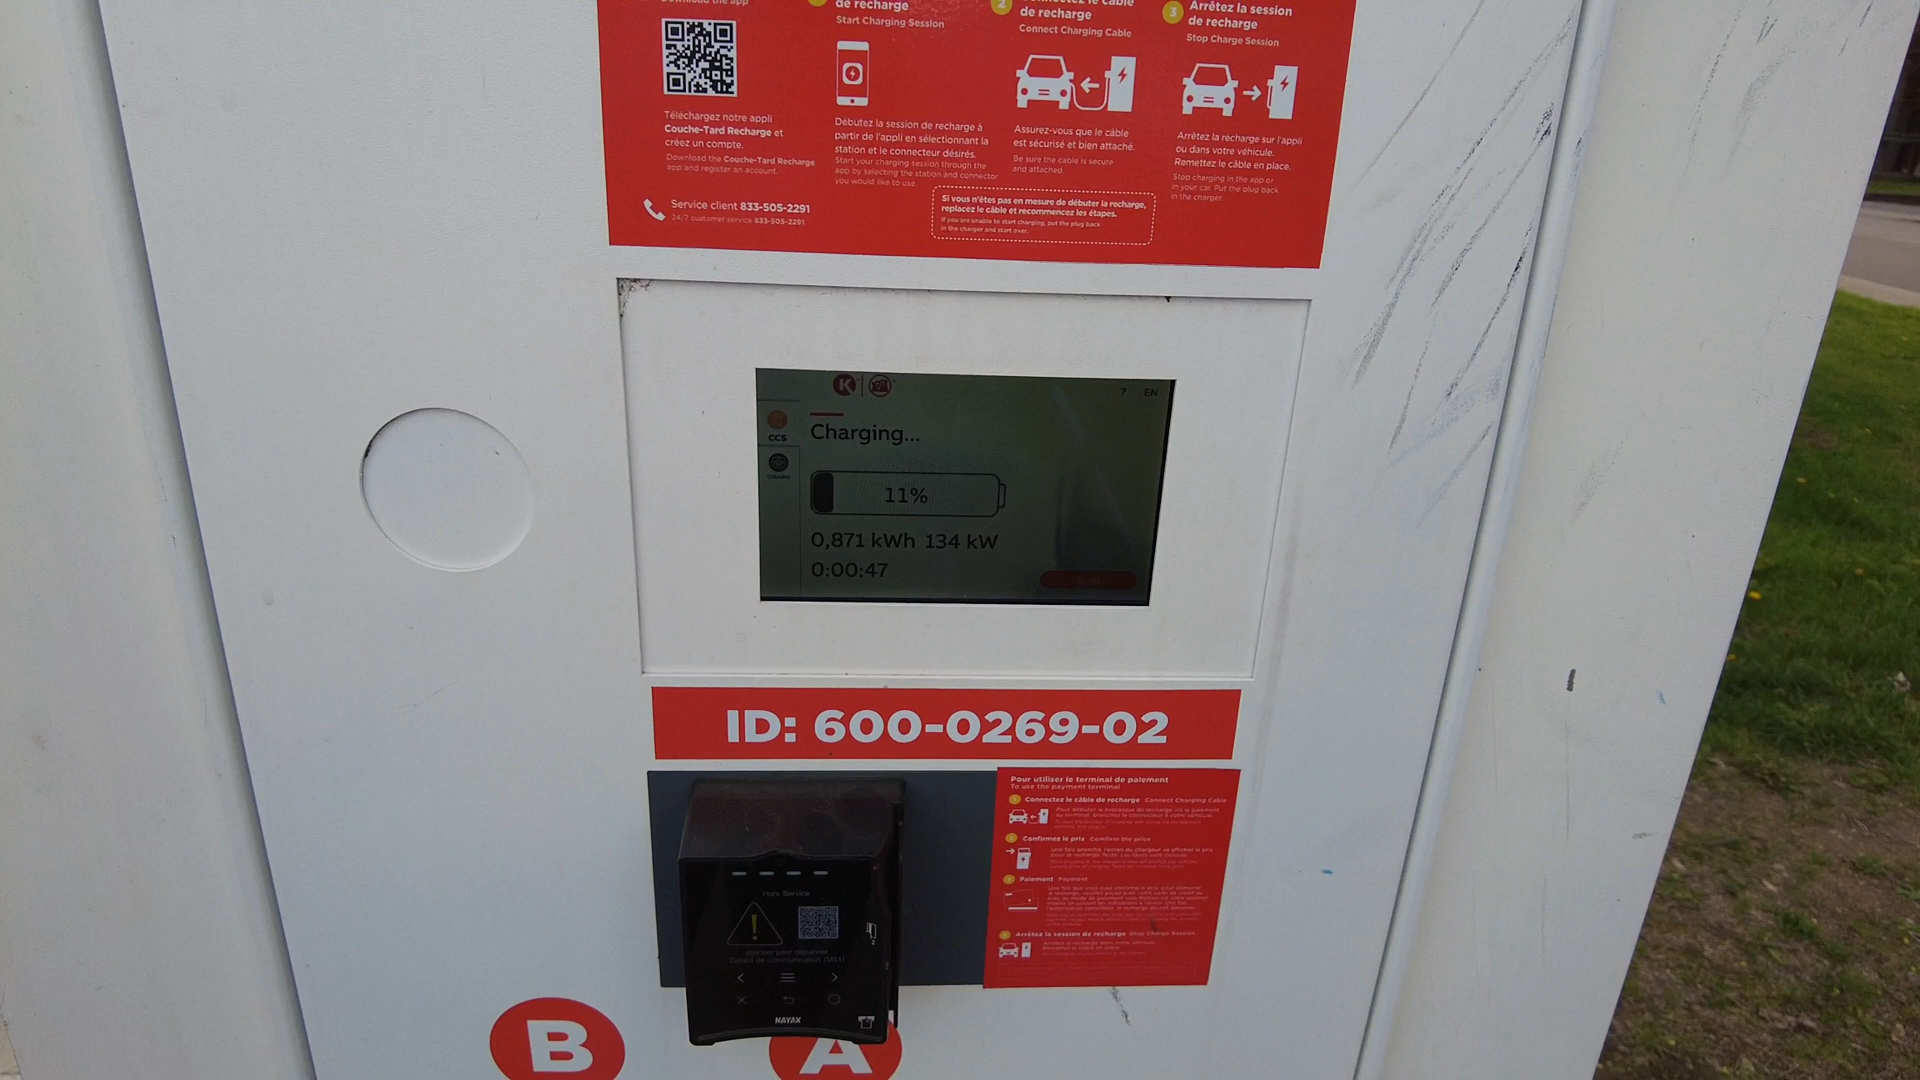 Download the app
Téléchargez notre appli
Couche-Tard Recharge et
créez un compte.
Download the Couche-Tard Recharge
app and register an account.
Service client 833-505-2291
24/7 customer service 833-505-2291
de recharge
Start Charging Session
Débutez la session de recharge à
partir de l'appli en sélectionnant la
station et le connecteur désirés.
Start your charging session through the
app by selecting the station and connector
you would like to use.
2 Connectez le câble
de recharge
Connect Charging Cable
Assurez-vous que le câble
est sécurisé et bien attaché.
Be sure the cable is secure
and attached.
Si vous n'êtes pas en mesure de débuter la recharge,
replacez le câble et recommencez les étapes.
If you are unable to start charging, put the plug back
in the charger and start over.
3 Arrêtez la session
de recharge
Stop Charge Session
Arrêtez la recharge sur l'appli
ou dans votre véhicule.
Remettez le câble en place.
Stop charging in the app or
in your car. Put the plug back
in the charger.
K
? EN
CCS
Charging...
11%
0,871 kWh 134 kW
0:00:47
Stop
ID: 600-0269-02
Hors Service
NAYAX
Pour utiliser le terminal de paiement
To use the payment terminal
1 Connectez le câble de recharge Connect Charging Cable
2 Confirmez le prix Confirm the price
3 Paiement Payment
4 Arrêtez la session de recharge Stop Charge Session
B
A